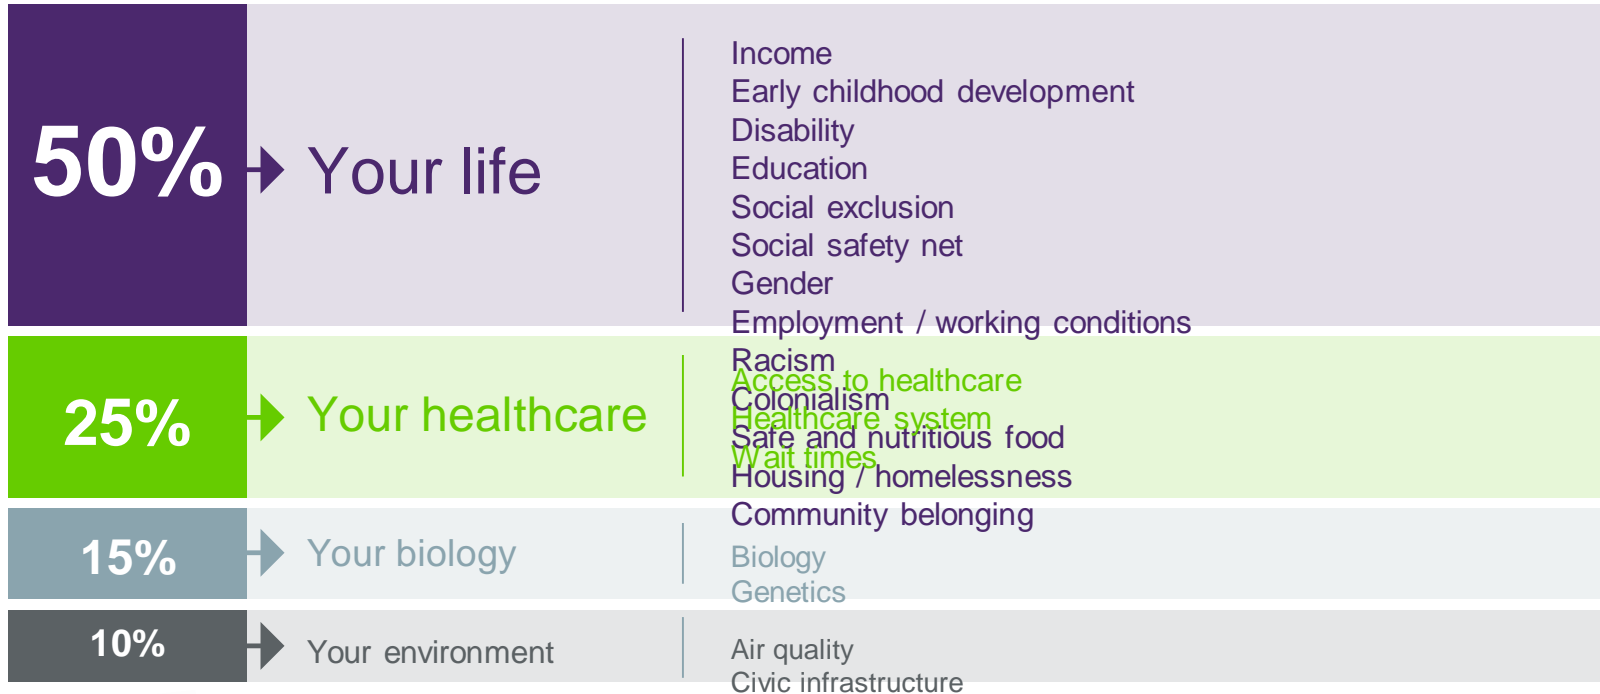 50%
Your life
Income
Early childhood development
Disability
Education
Social exclusion
Social safety net
Gender
Employment / working conditions
Racism
Colonialism
Safe and nutritious food
Housing / homelessness
Community belonging
25%
Your healthcare
Access to healthcare
Healthcare system
Wait times
15%
Your biology
Biology
Genetics
10%
Your environment
Air quality
Civic infrastructure